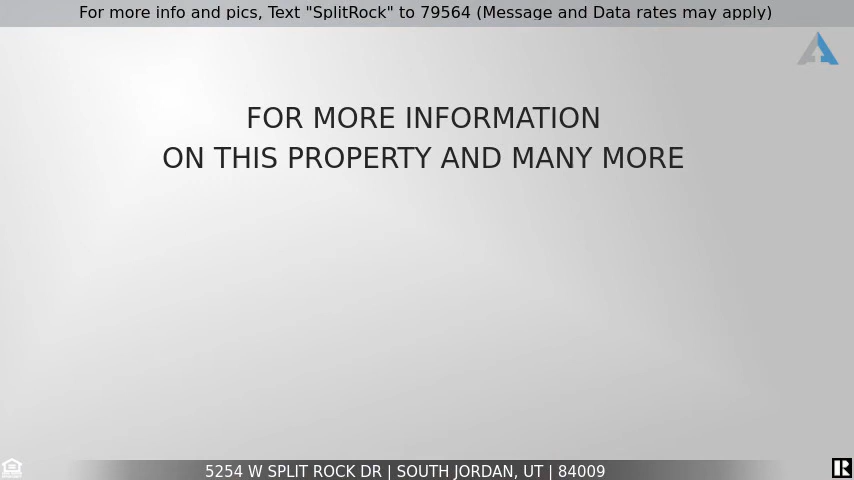 For more info and pics, Text "SplitRock" to 79564 (Message and Data rates may apply)
FOR MORE INFORMATION
ON THIS PROPERTY AND MANY MORE
5254 W SPLIT ROCK DR | SOUTH JORDAN, UT | 84009